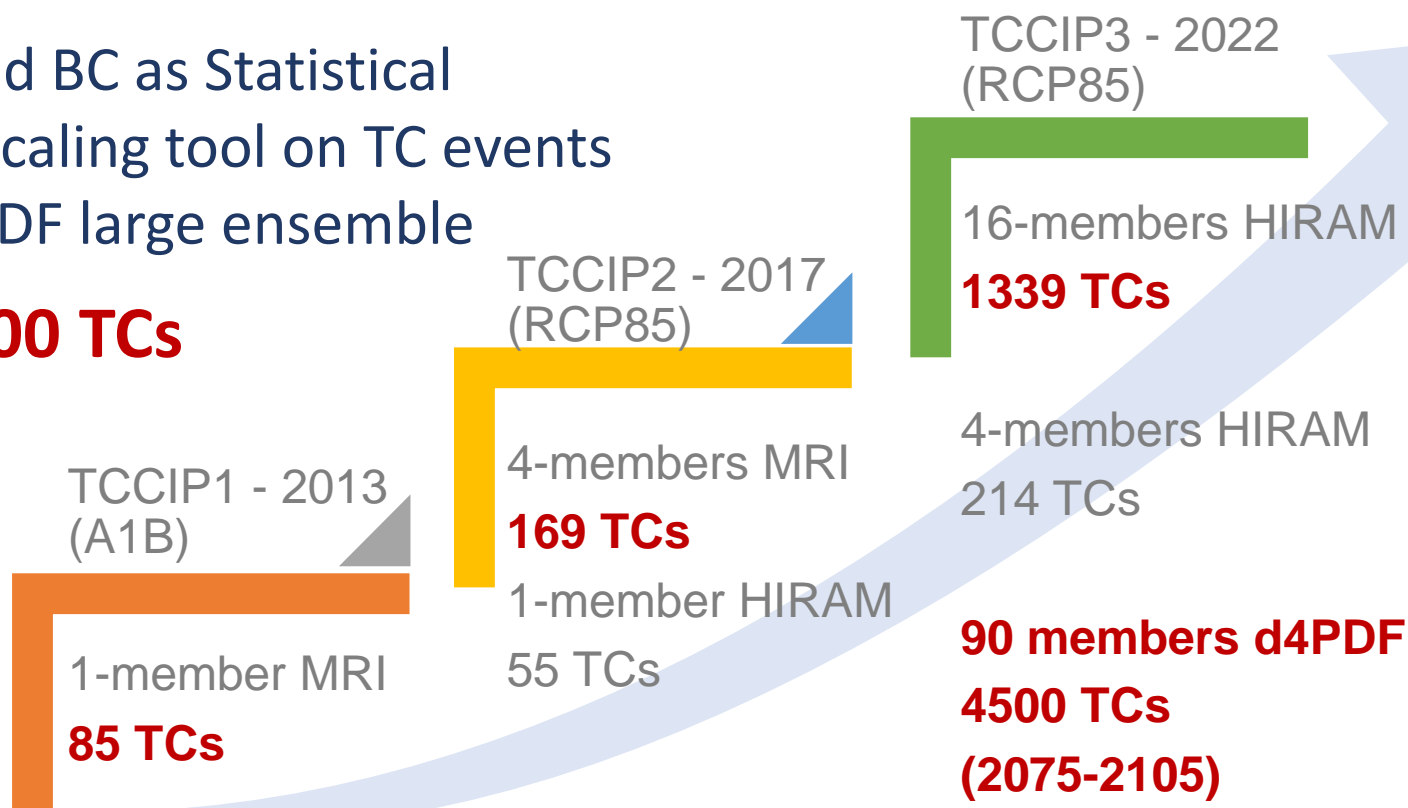 d BC as Statistical
caling tool on TC events
DF large ensemble
00 TCs
TCCIP1 - 2013
(A1B)
1-member MRI
85 TCs
TCCIP2 - 2017
(RCP85)
4-members MRI
169 TCs
1-member HIRAM
55 TCs
TCCIP3 - 2022
(RCP85)
16-members HIRAM
1339 TCs
4-members HIRAM
214 TCs
90 members d4PDF
4500 TCs
(2075-2105)